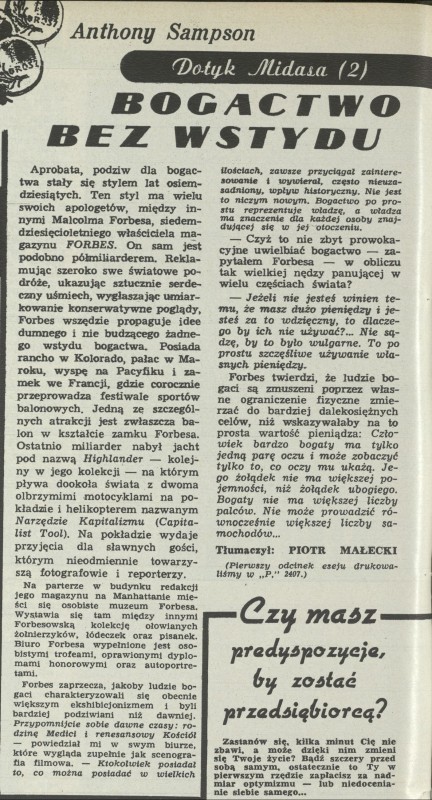 Anthony Sampson
Dotyk Midasa (2)
BOGACTWO
BEZ WSTYDU
Aprobata, podziw dla bogac-
twa stały się stylem lat osiem-
dziesiątych. Ten styl ma wielu
swoich apologetów, między in-
nymi Malcolma Forbesa, siedem-
dziesięcioletniego właściciela ma-
gazynu FORBES. On sam jest
podobno półmiliarderem. Rekla-
mując szeroko swe światowe po-
dróże, ukazując sztucznie serde-
czny uśmiech, wygłaszając umiar-
kowanie konserwatywne poglądy,
Forbes wszędzie propaguje idee
dumnego i nie budzącego żadne-
go wstydu bogactwa. Posiada
rancho w Kolorado, pałac w Ma-
roku, wyspę na Pacyfiku i za-
mek we Francji, gdzie corocznie
przeprowadza festiwale sportów
balonowych. Jedną ze szczegól-
nych atrakcji jest zwłaszcza ba-
lon w kształcie zamku Forbesa.
Ostatnio miliarder nabył jacht
pod nazwą Highlander — kolej-
ny w jego kolekcji — na którym
pływa dookoła świata z dwoma
olbrzymimi motocyklami na po-
kładzie i helikopterem nazwanym
Narzędzie Kapitalizmu (Capita-
list Tool). Na pokładzie wydaje
przyjęcia dla sławnych gości,
którym nieodmiennie towarzy-
szą fotografowie i reporterzy.
Na parterze w budynku redakcji
jego magazynu na Manhattanie mie-
ści się osobiste muzeum Forbesa.
Wystawia się tam między innymi
Forbesowską kolekcję ołowianych
żołnierzyków, łódeczek oraz pisanek.
Biuro Forbesa wypełnione jest oso-
bistymi trofeami, oprawionymi dyplo-
mami honorowymi oraz autoportre-
tami.
Forbes zaprzecza, jakoby ludzie bo-
gaci charakteryzowali się obecnie
większym ekshibicjonizmem i byli
bardziej podziwiani niż dawniej.
Przypomnijcie sobie dawne czasy: ro-
dzinę Medici i renesansowy Kościół
— powiedział mi w swym biurze,
które wygląda zupełnie jak scenogra-
fia filmowa. — Ktokolwiek posiadał
to, co można posiadać w wielkich
ilościach, zawsze przyciągał zaintere-
sowanie i wywierał, często nieuza-
sadniony, wpływ historyczny. Nie jest
to niczym nowym. Bogactwo po pro-
stu reprezentuje władzę, a władza
ma znaczenie dla każdej osoby znaj-
dującej się w jej otoczeniu.
— Czyż to nie zbyt prowoka-
cyjne uwielbiać bogactwo — za-
pytałem Forbesa — w obliczu
tak wielkiej nędzy panującej w
wielu częściach świata?
— Jeżeli nie jesteś winien te-
mu, że masz dużo pieniędzy i je-
steś za to wdzięczny, to dlacze-
go by ich nie używać?... Nie są-
dzę, by to było wulgarne. To po
prostu szczęśliwe używanie wła-
snych pieniędzy.
Forbes twierdzi, że ludzie bo-
gaci są zmuszeni poprzez włas-
ne ograniczenie fizyczne zmie-
rzać do bardziej dalekosiężnych
celów, niż wskazywałaby na to
prosta wartość pieniądza: Czło-
wiek bardzo bogaty ma tylko
jedną parę oczu i może zobaczyć
tylko to, co oczy mu ukażą. Je-
go żołądek nie ma większej po-
jemności, niż żołądek ubogiego.
Bogaty nie ma większej liczby
palców. Nie może prowadzić ró-
wnocześnie większej liczby sa-
mochodów...
Tłumaczył: PIOTR MAŁECKI
(Pierwszy odcinek eseju drukowa-
liśmy w „P." 2407.)
Czy masz
predyspozycje,
by zostać
przedsiębiorcą?
Zastanów się, kilka minut Cię nie
zbawi, a może dzięki nim zmieni
się Twoje życie? Bądź szczery przed
sobą samym, ostatecznie to Ty w
pierwszym rzędzie zapłacisz za nad-
miar optymizmu — lub niedocenia-
nie siebie samego...